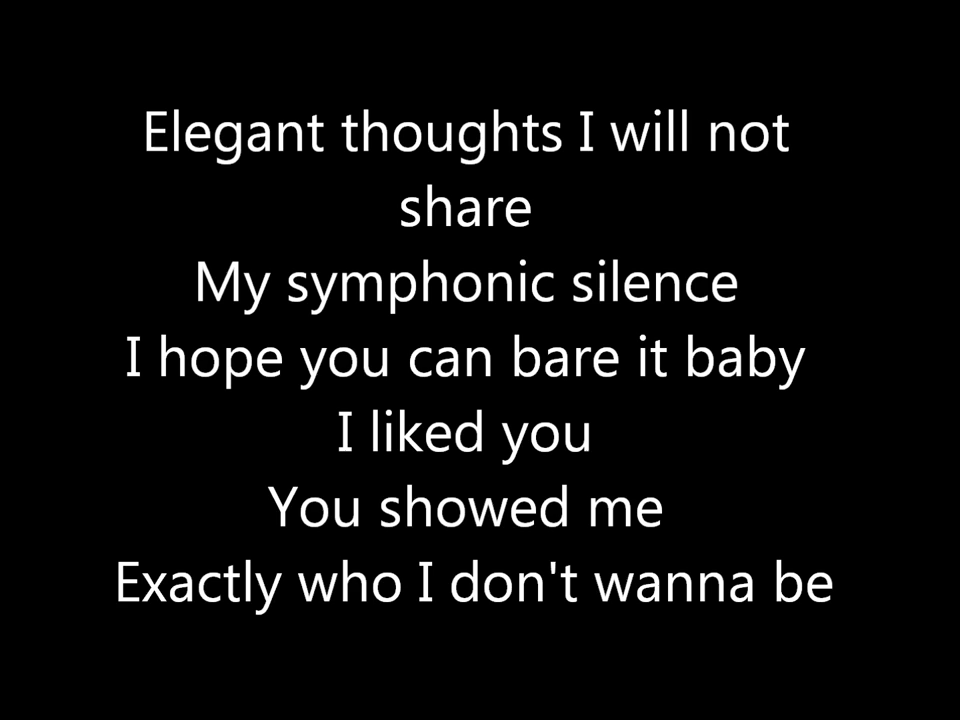 Elegant thoughts I will not
share
My symphonic silence
I hope you can bare it baby
I liked you
You showed me
Exactly who I don't wanna be